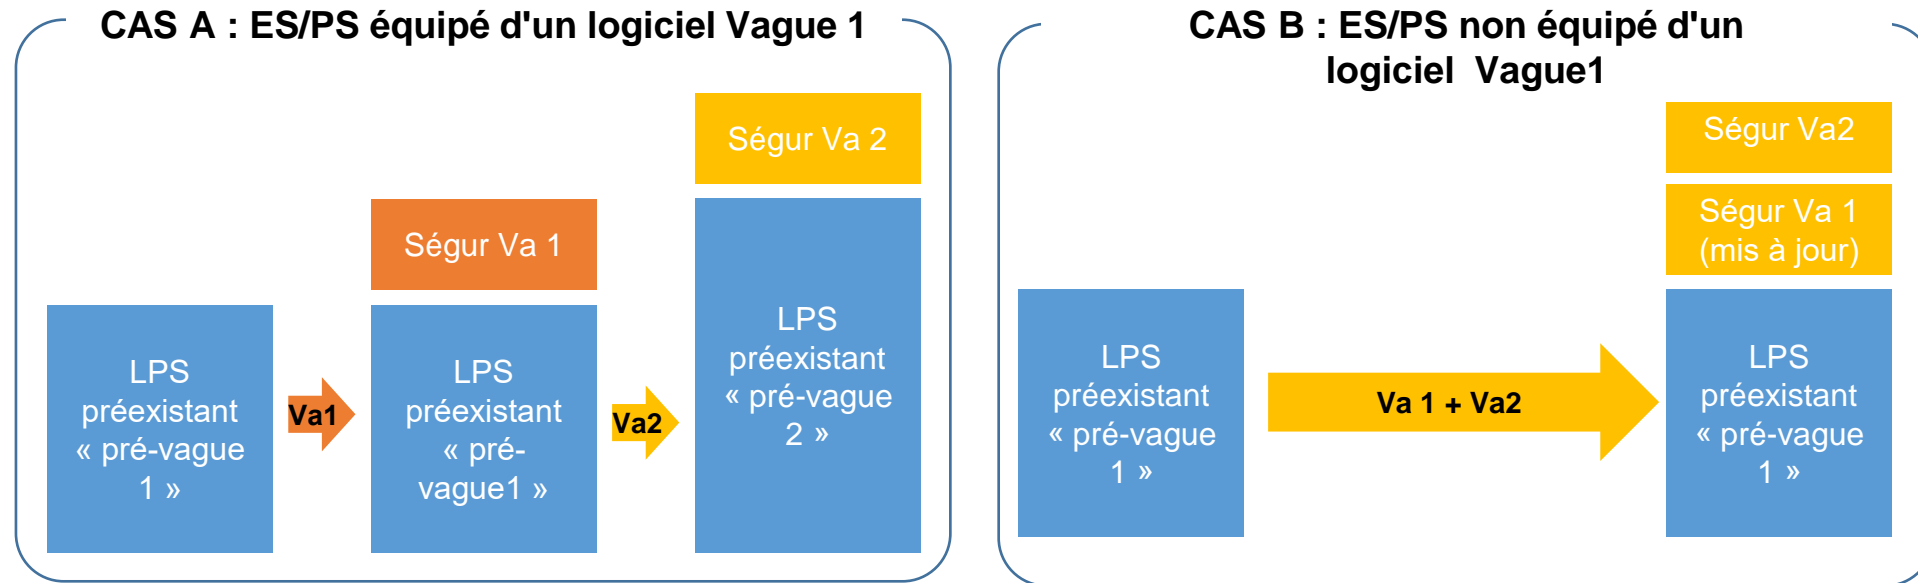 CAS A : ES/PS équipé d'un logiciel Vague 1
Ségur Va 2
Ségur Va 1
LPS
préexistant
« pré-vague
1 »
Va1
LPS
préexistant
« pré-
vague1 »
Va2
LPS
préexistant
« pré-vague
2 »
CAS B : ES/PS non équipé d'un
logiciel Vague1
Ségur Va2
Ségur Va 1
(mis à jour)
LPS
préexistant
« pré-vague
1 »
Va 1 + Va2
LPS
préexistant
« pré-vague
1 »